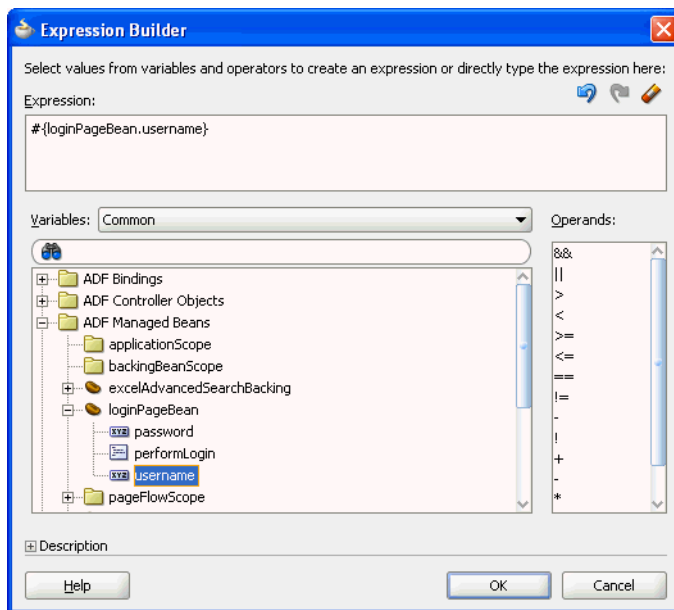 Expression Builder
Select values from variables and operators to create an expression or directly type the expression here:
Expression:
#{loginPageBean.username}
Variables: Common
Operands:
ADF Bindings
ADF Controller Objects
ADF Managed Beans
applicationScope
backingBeanScope
excelAdvancedSearchBacking
loginPageBean
xyz password
performLogin
xyz username
pageFlowScope
&&
||
>
<
>=
<=
==
!=
-
!
+
-
*
Description
Help
OK
Cancel